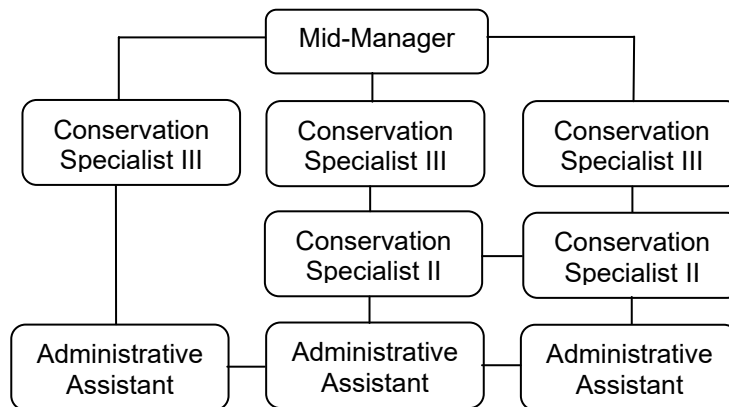 Mid-Manager
Conservation
Specialist III
Conservation
Specialist III
Conservation
Specialist III
Conservation
Specialist II
Conservation
Specialist II
Administrative
Assistant
Administrative
Assistant
Administrative
Assistant